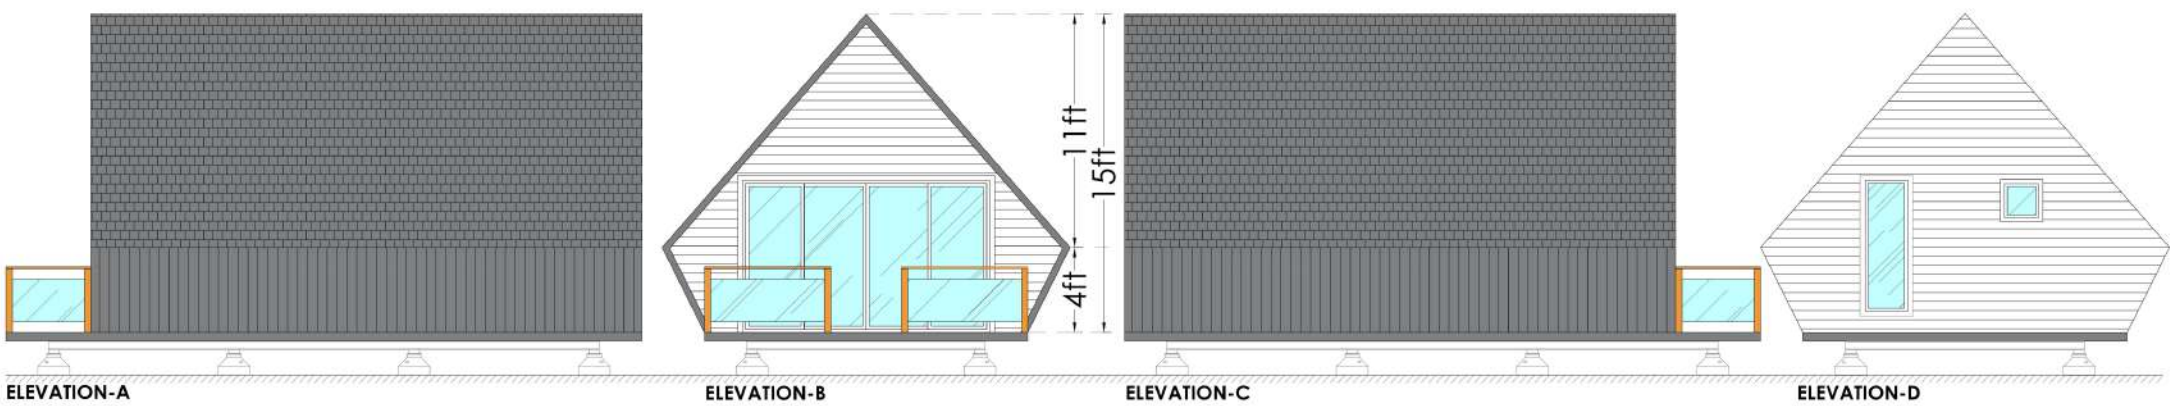 11ft
15ft
4ft
ELEVATION-A
ELEVATION-B
ELEVATION-C
ELEVATION-D